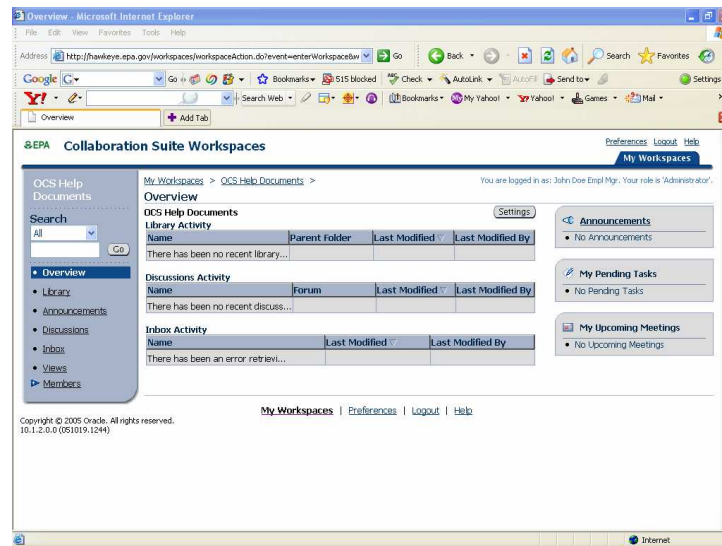 Overview - Microsoft Internet Explorer
File Edit View Favorites Tools Help
Address http://hawkeye.epa.gov/workspaces/workspaceAction.do?event=enterWorkspace&w Go Back Search Favorites
Google G Go Bookmarks 515 blocked Check AutoLink AutoFill Send to Settings
Y! Search Web Bookmarks My Yahoo! Yahoo! Games Mail
Overview Add Tab
EPA Collaboration Suite Workspaces
Preferences Logout Help
My Workspaces
OCS Help Documents
Search
All
Go
Overview
Library
Announcements
Discussions
Inbox
Views
Members
My Workspaces > OCS Help Documents >
You are logged in as: John Doe Empl Mgr. Your role is 'Administrator'.
Overview
OCS Help Documents Settings
Library Activity
Name Parent Folder Last Modified Last Modified By
There has been no recent library...
Discussions Activity
Name Forum Last Modified Last Modified By
There has been no recent discuss...
Inbox Activity
Name Last Modified Last Modified By
There has been an error retrievi...
Announcements
No Announcements
My Pending Tasks
No Pending Tasks
My Upcoming Meetings
No Upcoming Meetings
My Workspaces | Preferences | Logout | Help
Copyright © 2005 Oracle. All rights reserved.
10.1.2.0.0 (051019.1244)
Internet